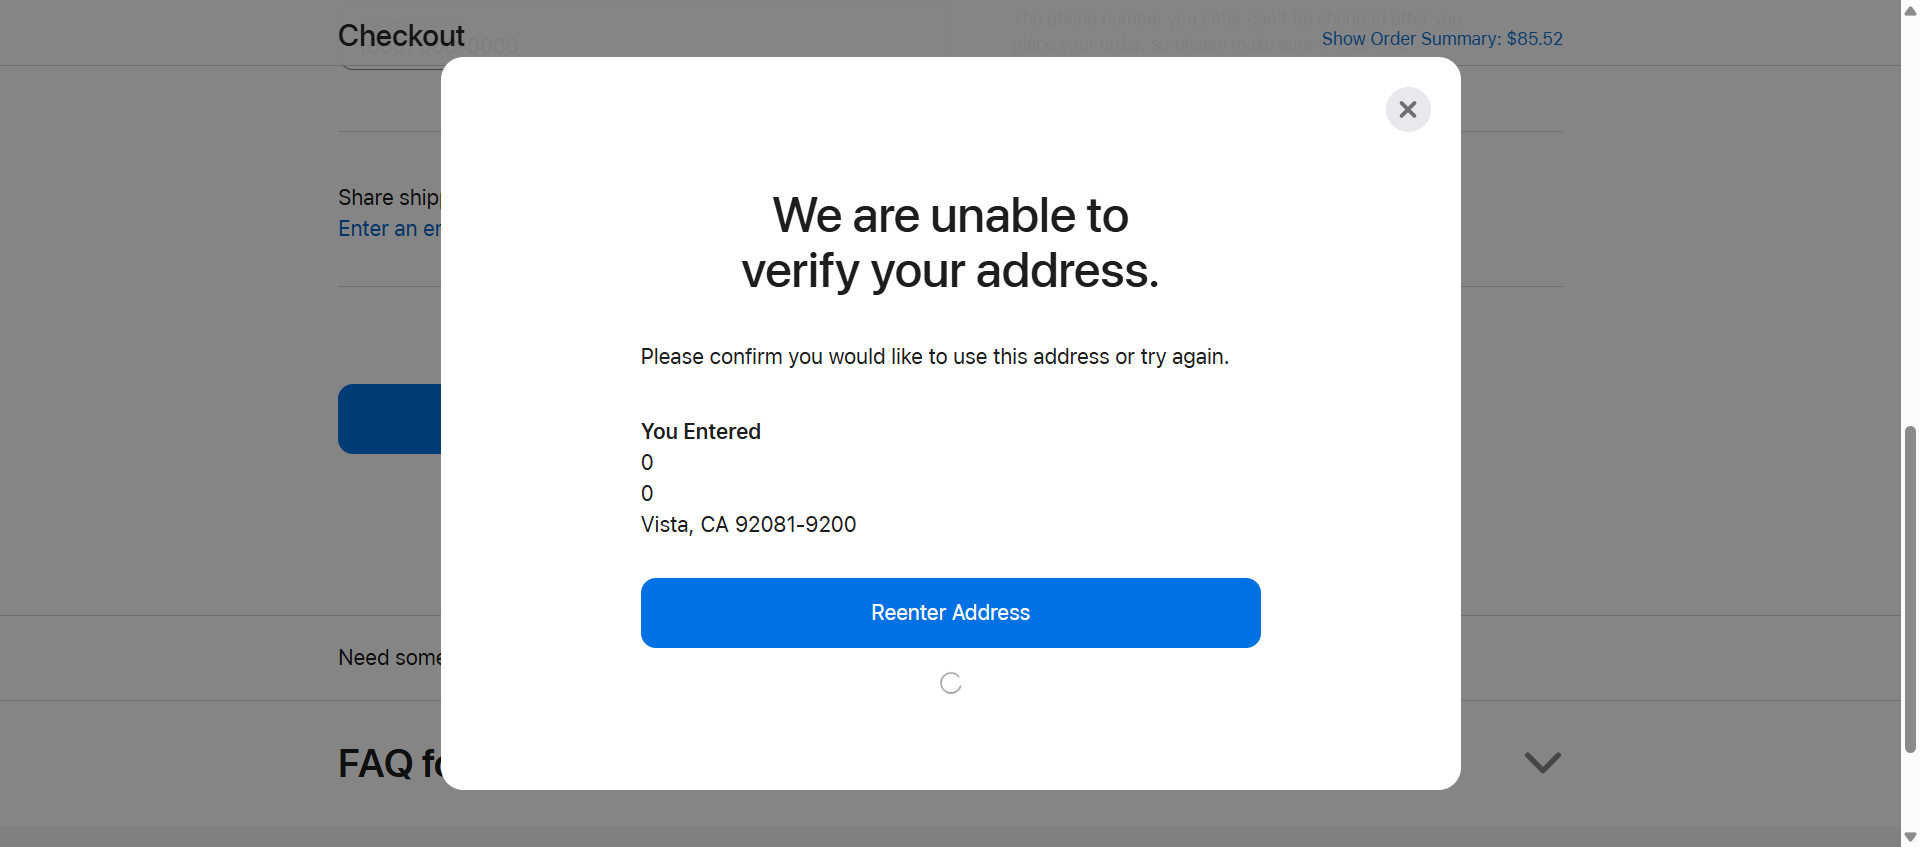 Checkout
The phone number you enter can't be changed after you
place your order, so please make sure
Show Order Summary: $85.52
Share ship
Enter an
We are unable to
verify your address.
Please confirm you would like to use this address or try again.
You Entered
0
0
Vista, CA 92081-9200
Reenter Address
Need some
FAQ